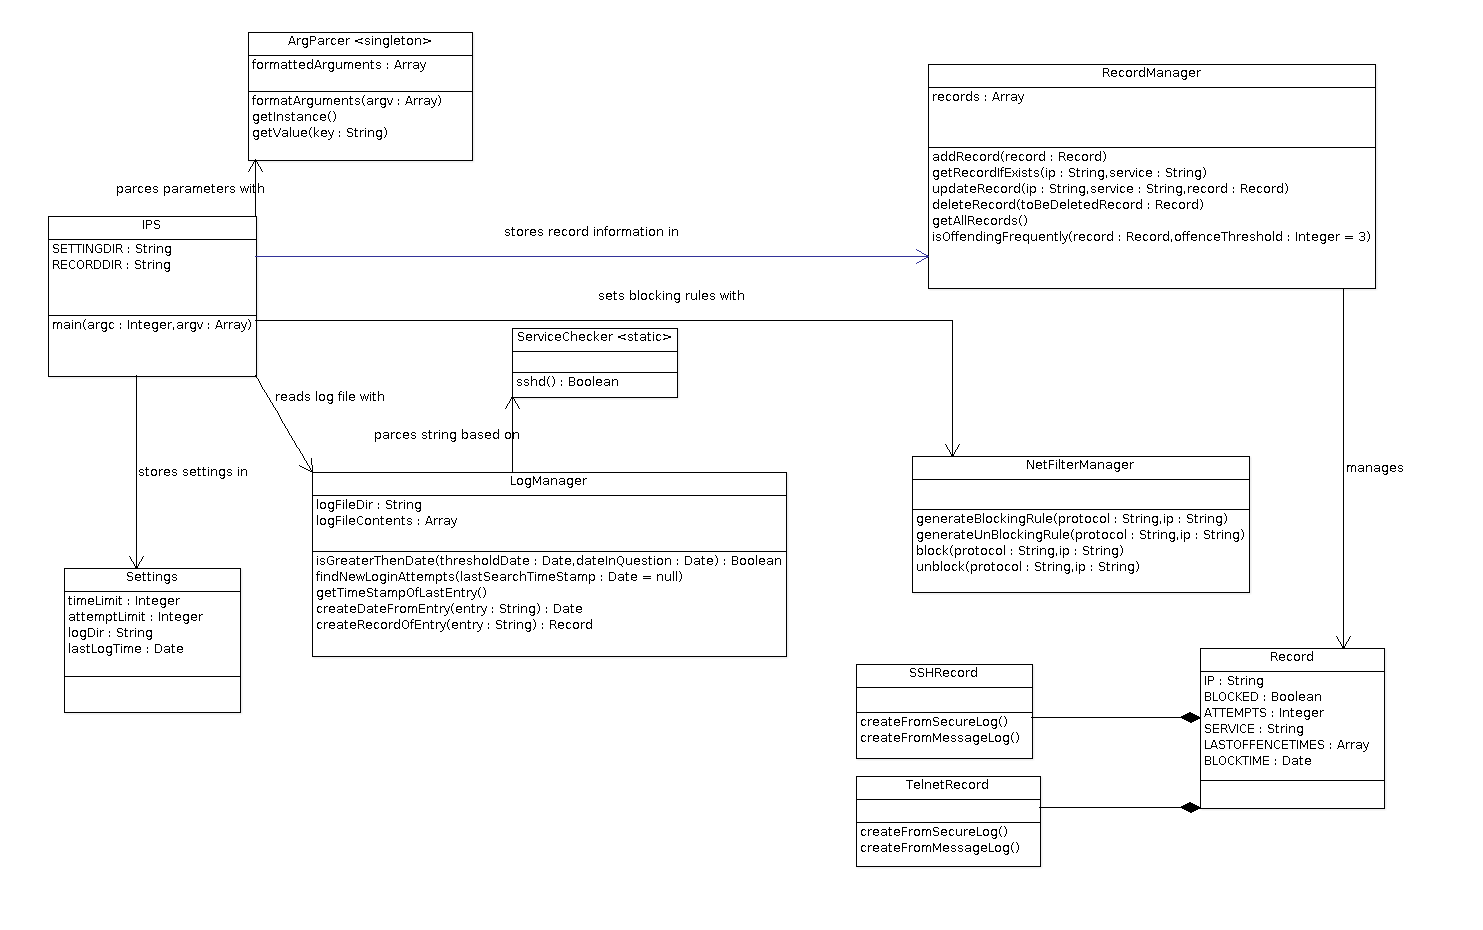 ArgParcer <singleton>
formattedArguments : Array
formatArguments(argv : Array)
getInstance()
getValue(key : String)
parces parameters with
IPS
SETTINGDIR : String
RECORDDIR : String
main(argc : Integer,argv : Array)
stores record information in
RecordManager
records : Array
addRecord(record : Record)
getRecordIfExists(ip : String,service : String)
updateRecord(ip : String,service : String,record : Record)
deleteRecord(toBeDeletedRecord : Record)
getAllRecords()
isOffendingFrequently(record : Record,offenceThreshold : Integer = 3)
sets blocking rules with
ServiceChecker <static>
sshd() : Boolean
reads log file with
parces string based on
stores settings in
LogManager
logFileDir : String
logFileContents : Array
isGreaterThenDate(thresholdDate : Date,dateInQuestion : Date) : Boolean
findNewLoginAttempts(lastSearchTimeStamp : Date = null)
getTimeStampOfLastEntry()
createDateFromEntry(entry : String) : Date
createRecordOfEntry(entry : String) : Record
NetFilterManager
generateBlockingRule(protocol : String,ip : String)
generateUnBlockingRule(protocol : String,ip : String)
block(protocol : String,ip : String)
unblock(protocol : String,ip : String)
manages
Settings
timeLimit : Integer
attemptLimit : Integer
logDir : String
lastLogTime : Date
SSHRecord
createFromSecureLog()
createFromMessageLog()
Record
IP : String
BLOCKED : Boolean
ATTEMPTS : Integer
SERVICE : String
LASTOFFENCETIMES : Array
BLOCKTIME : Date
TelnetRecord
createFromSecureLog()
createFromMessageLog()